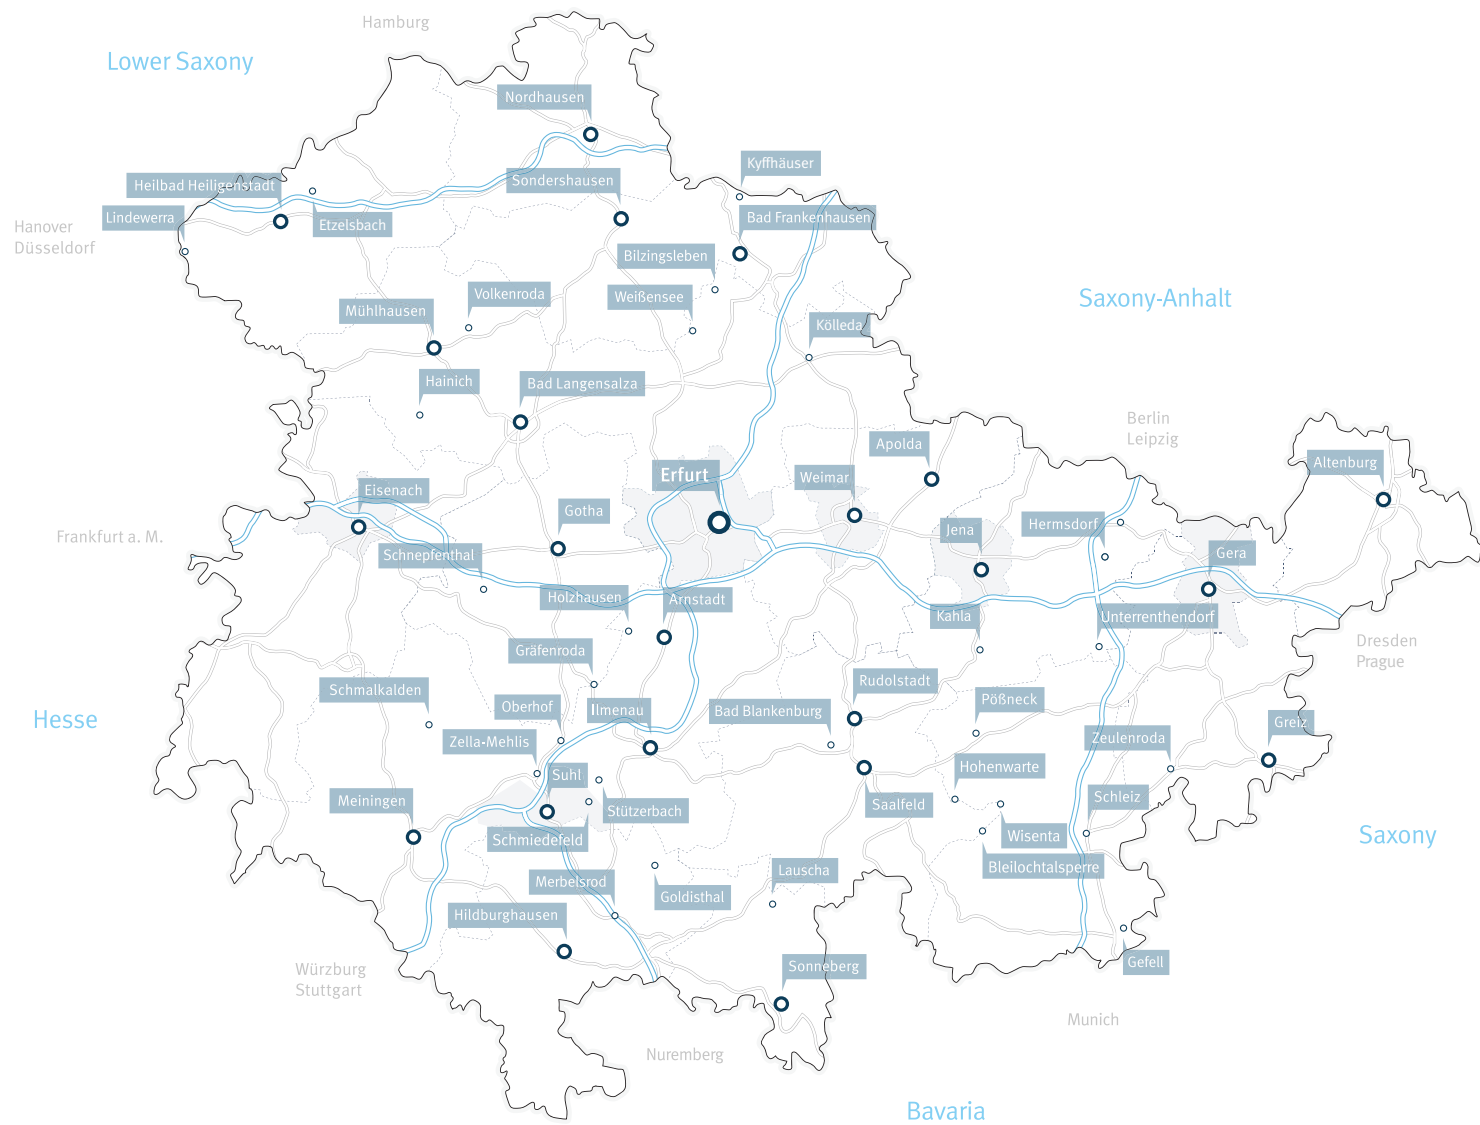 Hamburg
Lower Saxony
Nordhausen
Kyffhäuser
Sondershausen
Heilbad Heiligenstadt
Lindewerra
Etzelsbach
Bad Frankenhausen
Hanover
Düsseldorf
Bilzingsleben
Volkenroda
Weißensee
Saxony-Anhalt
Mühlhausen
Kölleda
Hainich
Bad Langensalza
Berlin
Leipzig
Apolda
Altenburg
Erfurt
Weimar
Eisenach
Gotha
Hermsdorf
Jena
Frankfurt a. M.
Schnepfenthal
Gera
Holzhausen
Arnstadt
Kahla
Unterrenthendorf
Dresden
Prague
Gräfenroda
Rudolstadt
Schmalkalden
Pößneck
Oberhof
Ilmenau
Bad Blankenburg
Hesse
Greiz
Zella-Mehlis
Zeulenroda
Hohenwarte
Suhl
Meiningen
Schleiz
Saalfeld
Stützerbach
Saxony
Wisenta
Schmiedefeld
Bleilochtalsperre
Lauscha
Merbelsrod
Goldisthal
Hildburghausen
Gefell
Sonneberg
Würzburg
Stuttgart
Munich
Nuremberg
Bavaria